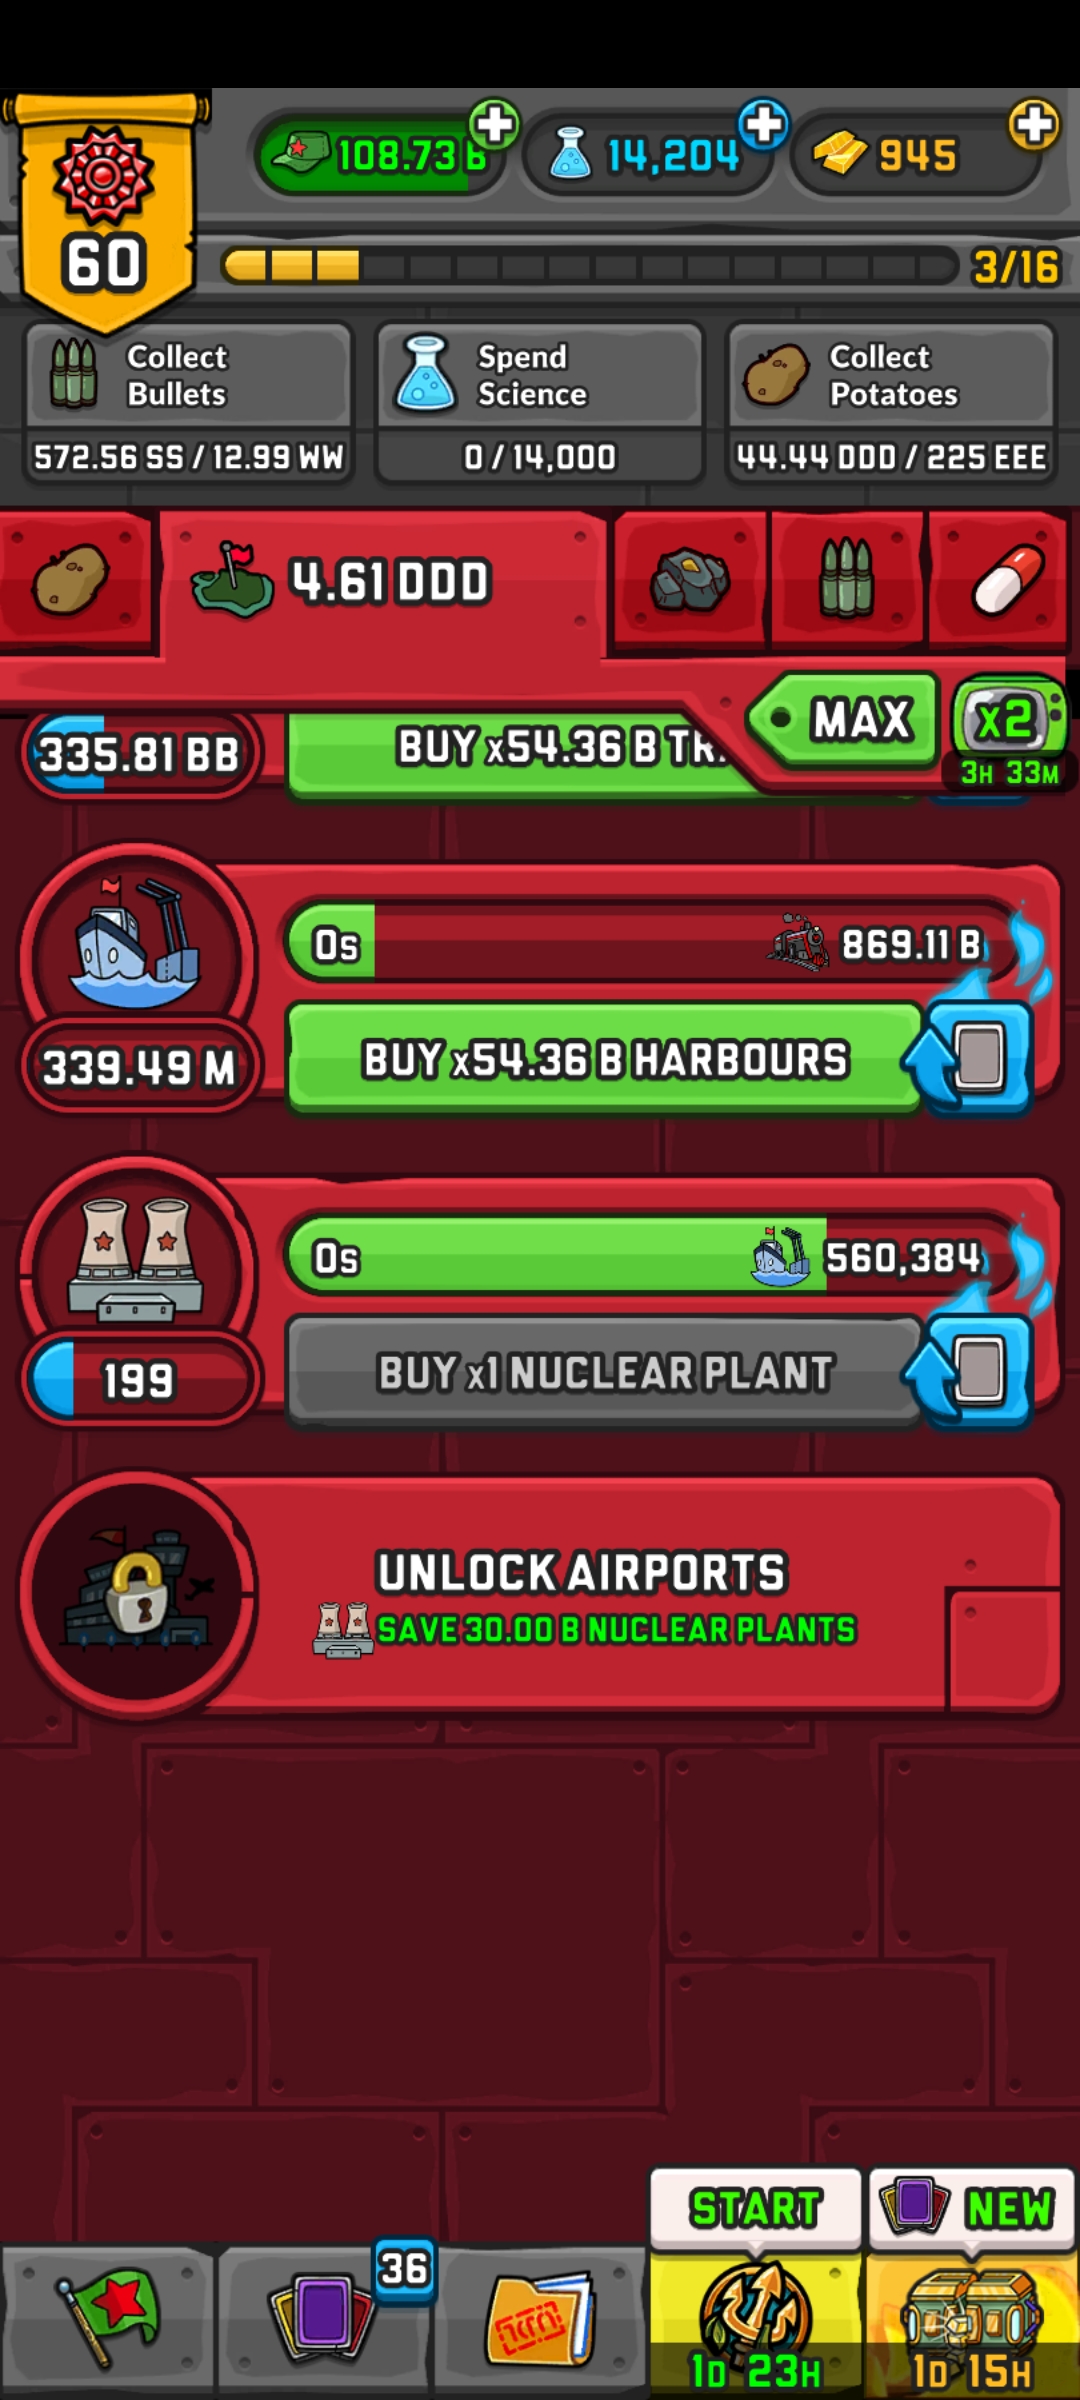 108.73 B
14,204
945
60
3/16
Collect
Bullets
572.56 SS / 12.99 WW
Spend
Science
0 / 14,000
Collect
Potatoes
44.44 DDD / 225 EEE
4.61 DDD
MAX
x2
3H 33M
335.81 BB
BUY x54.36 B
0s
869.11 B
339.49 M
BUY x54.36 B HARBOURS
0s
560,384
199
BUY x1 NUCLEAR PLANT
UNLOCK AIRPORTS
SAVE 30.00 B NUCLEAR PLANTS
START
NEW
36
1D 23H
1D 15H